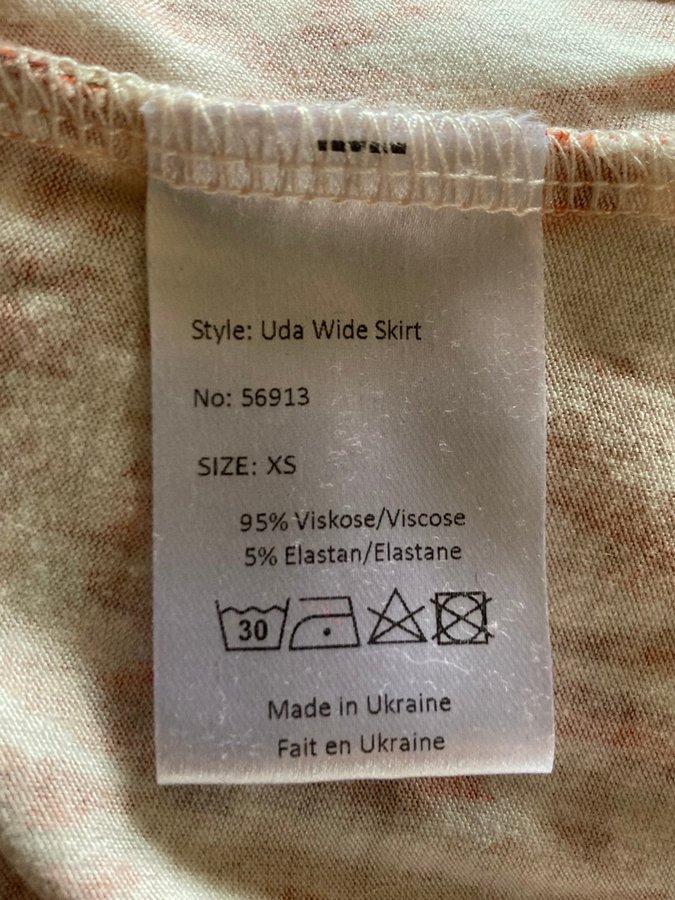 Style: Uda Wide Skirt
No: 56913
SIZE: XS
95% Viskose/Viscose
5% Elastan/Elastane
30
Made in Ukraine
Fait en Ukraine